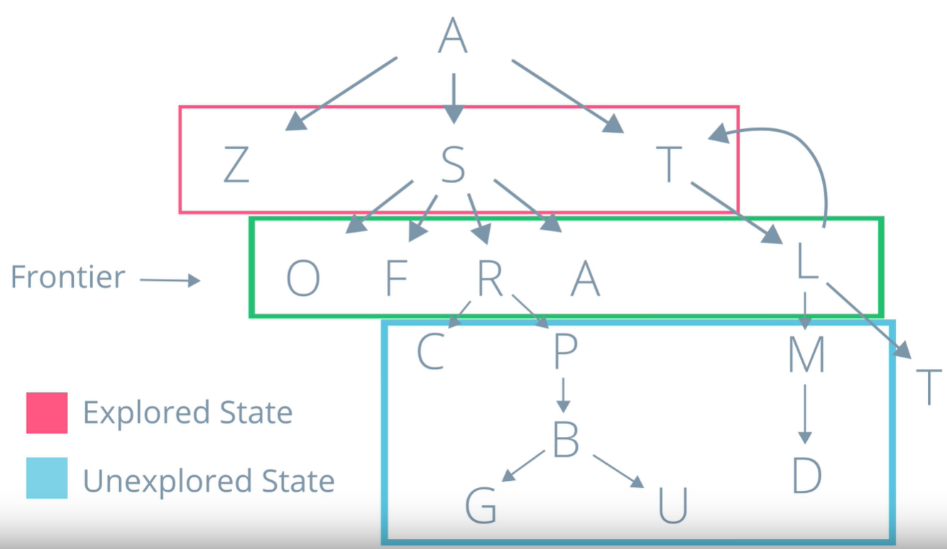 A
Z S T
Frontier O F R A L
C P M
T
Explored State
B
Unexplored State
D
G U